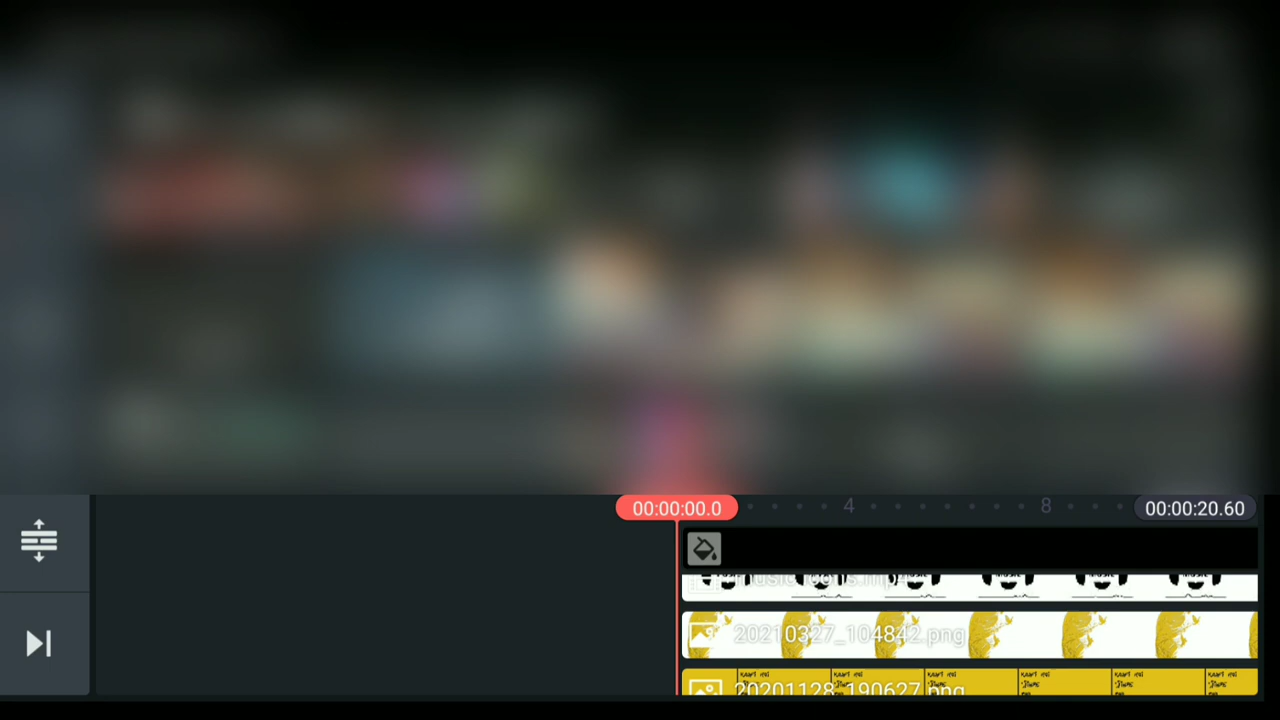 00:00:00.0
4
8
00:00:20.60
20210327_104842.png
20201128_190627.png